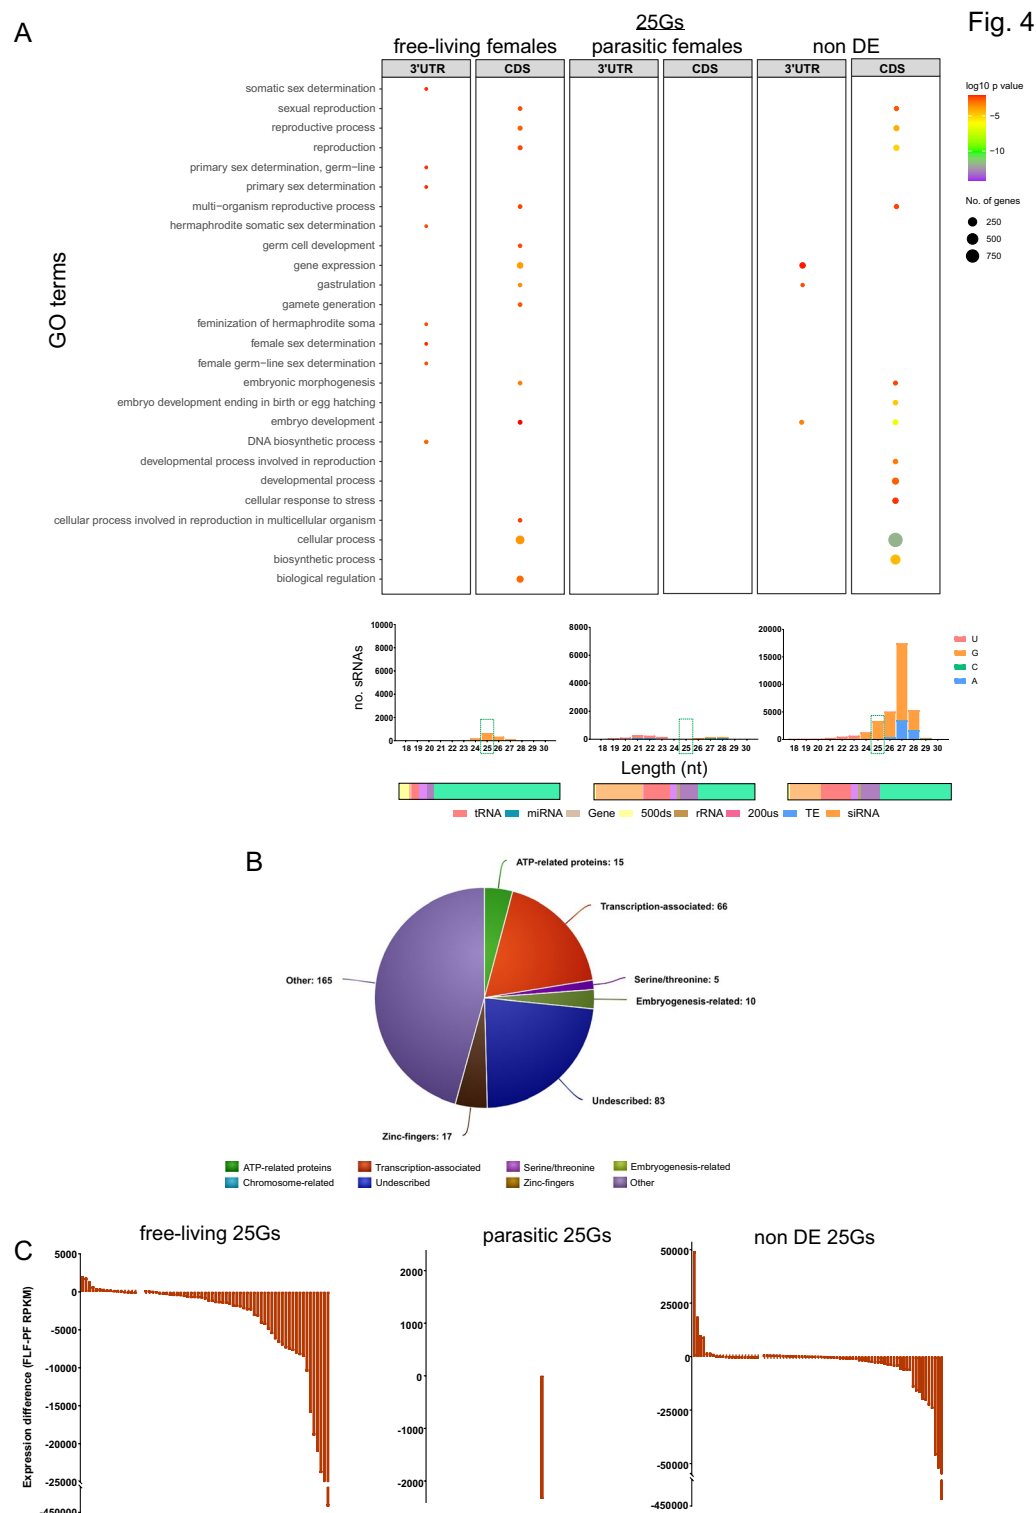 Fig. 4
A
25Gs
free-living females
parasitic females
non DE
3'UTR
CDS
3'UTR
CDS
3'UTR
CDS
GO terms
somatic sex determination
sexual reproduction
reproductive process
reproduction
primary sex determination, germ−line
primary sex determination
multi−organism reproductive process
hermaphrodite somatic sex determination
germ cell development
gene expression
gastrulation
gamete generation
feminization of hermaphrodite soma
female sex determination
female germ−line sex determination
embryonic morphogenesis
embryo development ending in birth or egg hatching
embryo development
DNA biosynthetic process
developmental process involved in reproduction
developmental process
cellular response to stress
cellular process involved in reproduction in multicellular organism
cellular process
biosynthetic process
biological regulation
log10 p value
−5
−10
No. of genes
250
500
750
no. sRNAs
10000
8000
6000
4000
2000
0
18 19 20 21 22 23 24 25 26 27 28 29 30
8000
6000
4000
2000
0
18 19 20 21 22 23 24 25 26 27 28 29 30
20000
15000
10000
5000
0
18 19 20 21 22 23 24 25 26 27 28 29 30
U
G
C
A
Length (nt)
tRNA miRNA Gene 500ds rRNA 200us TE siRNA
B
ATP-related proteins: 15
Transcription-associated: 66
Serine/threonine: 5
Embryogenesis-related: 10
Undescribed: 83
Zinc-fingers: 17
Other: 165
ATP-related proteins Transcription-associated Serine/threonine Embryogenesis-related
Chromosome-related Undescribed Zinc-fingers Other
C
free-living 25Gs
parasitic 25Gs
non DE 25Gs
Expression difference (FLF-PF RPKM)
5000
0
-5000
-10000
-15000
-20000
-25000
-450000
2000
1000
0
-1000
-2000
50000
25000
0
-25000
-50000
-450000